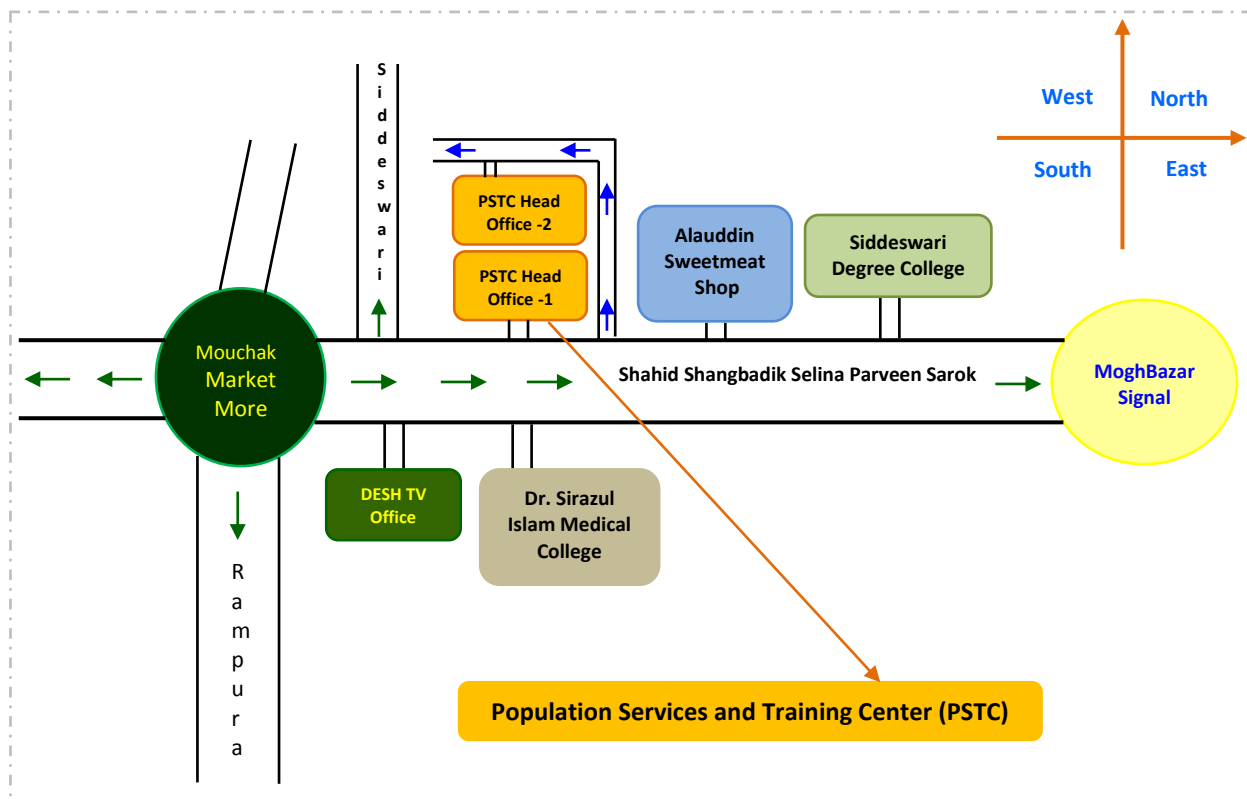 Siddeswari
West
North
South
East
PSTC Head
Office -2
PSTC Head
Office -1
Alauddin
Sweetmeat
Shop
Siddeswari
Degree College
Mouchak
Market
More
Shahid Shangbadik Selina Parveen Sarok
MoghBazar
Signal
DESH TV
Office
Dr. Sirazul
Islam Medical
College
Rampura
Population Services and Training Center (PSTC)